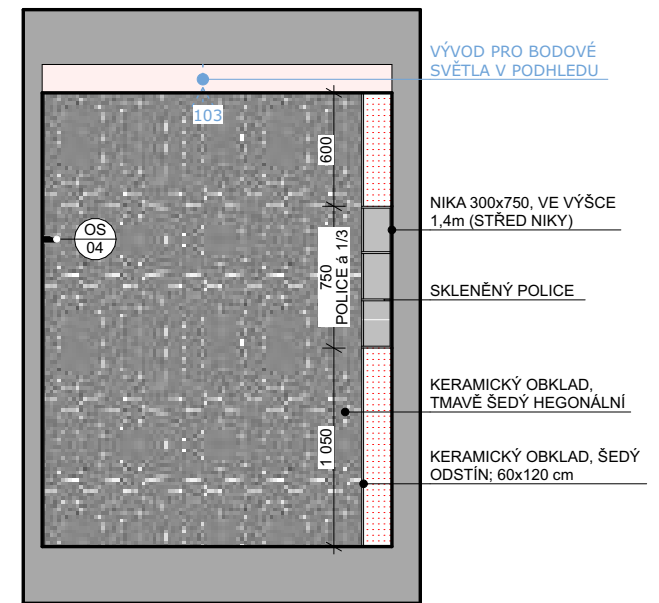 VÝVOD PRO BODOVÉ
SVĚTLA V PODHLEDU
103
600
NIKA 300x750, VE VÝŠCE
1,4m (STŘED NIKY)
OS
04
750
POLICE á 1/3
SKLENĚNÝ POLICE
KERAMICKÝ OBKLAD,
TMAVĚ ŠEDÝ HEGONÁLNÍ
1 050
KERAMICKÝ OBKLAD, ŠEDÝ
ODSTÍN; 60x120 cm